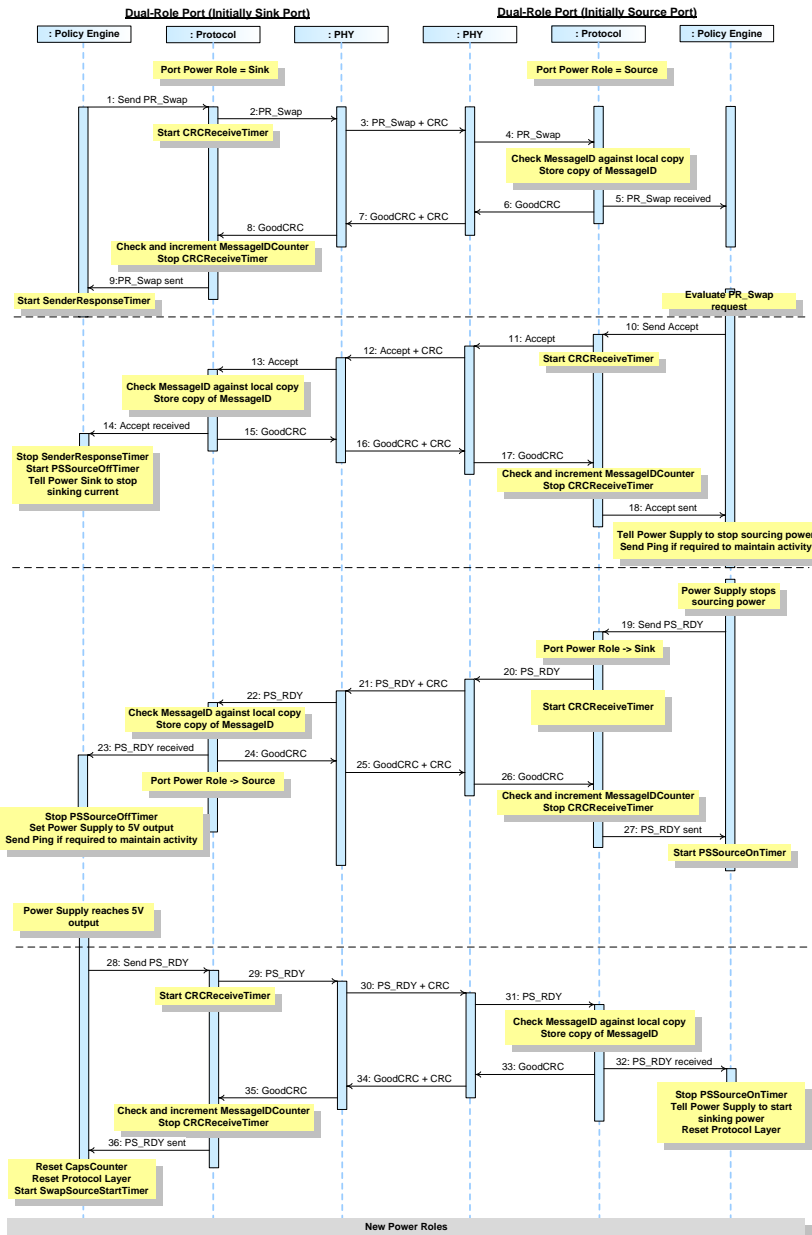 Dual-Role Port (Initially Sink Port)
Dual-Role Port (Initially Source Port)
: Policy Engine
: Protocol
: PHY
: PHY
: Protocol
: Policy Engine
Port Power Role = Sink
Port Power Role = Source
1: Send PR_Swap
2:PR_Swap
Start CRCReceiveTimer
3: PR_Swap + CRC
4: PR_Swap
Check MessageID against local copy
Store copy of MessageID
5: PR_Swap received
6: GoodCRC
7: GoodCRC + CRC
8: GoodCRC
Check and increment MessageIDCounter
Stop CRCReceiveTimer
9:PR_Swap sent
Start SenderResponseTimer
Evaluate PR_Swap
request
10: Send Accept
11: Accept
Start CRCReceiveTimer
12: Accept + CRC
13: Accept
Check MessageID against local copy
Store copy of MessageID
14: Accept received
15: GoodCRC
16: GoodCRC + CRC
17: GoodCRC
Stop SenderResponseTimer
Start PSSourceOffTimer
Tell Power Sink to stop
sinking current
Check and increment MessageIDCounter
Stop CRCReceiveTimer
18: Accept sent
Tell Power Supply to stop sourcing power
Send Ping if required to maintain activity
Power Supply stops
sourcing power
19: Send PS_RDY
Port Power Role -> Sink
20: PS_RDY
Start CRCReceiveTimer
21: PS_RDY + CRC
22: PS_RDY
Check MessageID against local copy
Store copy of MessageID
23: PS_RDY received
24: GoodCRC
25: GoodCRC + CRC
Port Power Role -> Source
26: GoodCRC
Check and increment MessageIDCounter
Stop CRCReceiveTimer
Stop PSSourceOffTimer
Set Power Supply to 5V output
Send Ping if required to maintain activity
27: PS_RDY sent
Start PSSourceOnTimer
Power Supply reaches 5V
output
28: Send PS_RDY
29: PS_RDY
Start CRCReceiveTimer
30: PS_RDY + CRC
31: PS_RDY
Check MessageID against local copy
Store copy of MessageID
32: PS_RDY received
33: GoodCRC
34: GoodCRC + CRC
35: GoodCRC
Stop PSSourceOnTimer
Tell Power Supply to start
sinking power
Reset Protocol Layer
Check and increment MessageIDCounter
Stop CRCReceiveTimer
36: PS_RDY sent
Reset CapsCounter
Reset Protocol Layer
Start SwapSourceStartTimer
New Power Roles